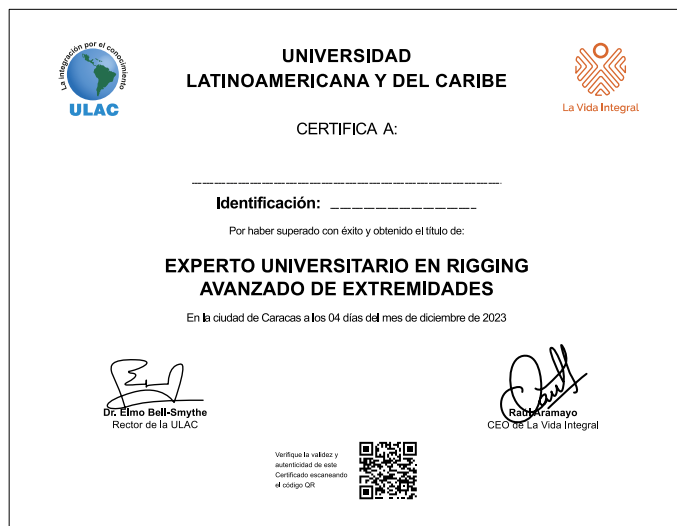 La integración por el conocimiento
ULAC
UNIVERSIDAD
LATINOAMERICANA Y DEL CARIBE
La Vida Integral
CERTIFICA A:
Identificación:
Por haber superado con éxito y obtenido el título de:
EXPERTO UNIVERSITARIO EN RIGGING
AVANZADO DE EXTREMIDADES
En la ciudad de Caracas a los 04 días del mes de diciembre de 2023
Dr. Elmo Bell-Smythe
Rector de la ULAC
Raúl Aramayo
CEO de La Vida Integral
Verifique la validez y
autenticidad de este
Certificado escaneando
el código QR